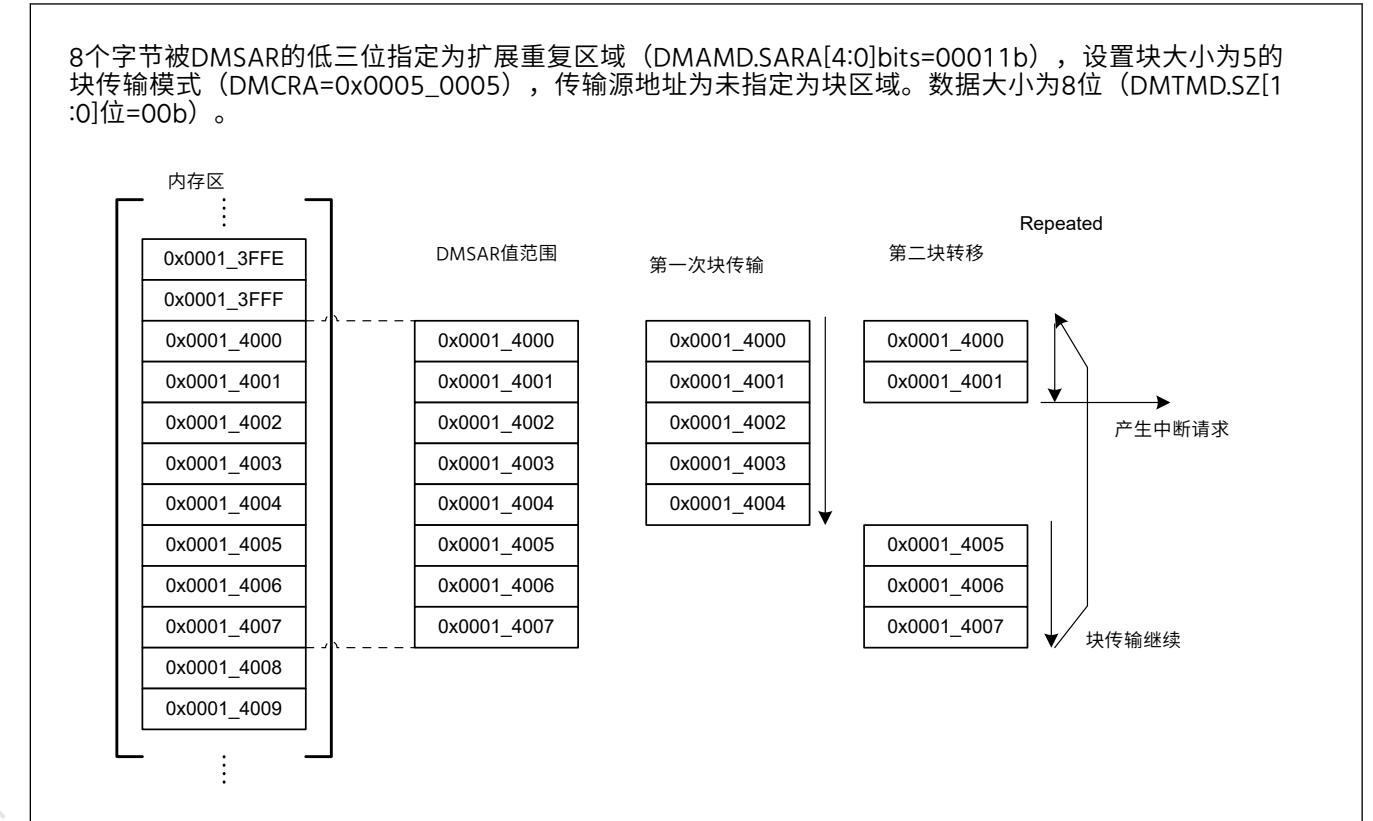 8个字节被DMSAR的低三位指定为扩展重复区域（DMAMD.SARA[4:0]bits=00011b），设置块大小为5的
块传输模式（DMCRA=0x0005_0005），传输源地址为未指定为块区域。数据大小为8位（DMTMD.SZ[1
:0]位=00b）。
内存区
Repeated
DMSAR值范围
第一次块传输
第二块转移
0x0001_3FFE
0x0001_3FFF
0x0001_4000 0x0001_4000 0x0001_4000 0x0001_4000
0x0001_4001 0x0001_4001 0x0001_4001 0x0001_4001
0x0001_4002 0x0001_4002 0x0001_4002
产生中断请求
0x0001_4003 0x0001_4003 0x0001_4003
0x0001_4004 0x0001_4004 0x0001_4004
0x0001_4005 0x0001_4005 0x0001_4005
0x0001_4006 0x0001_4006 0x0001_4006
0x0001_4007 0x0001_4007 0x0001_4007
块传输继续
0x0001_4008
0x0001_4009